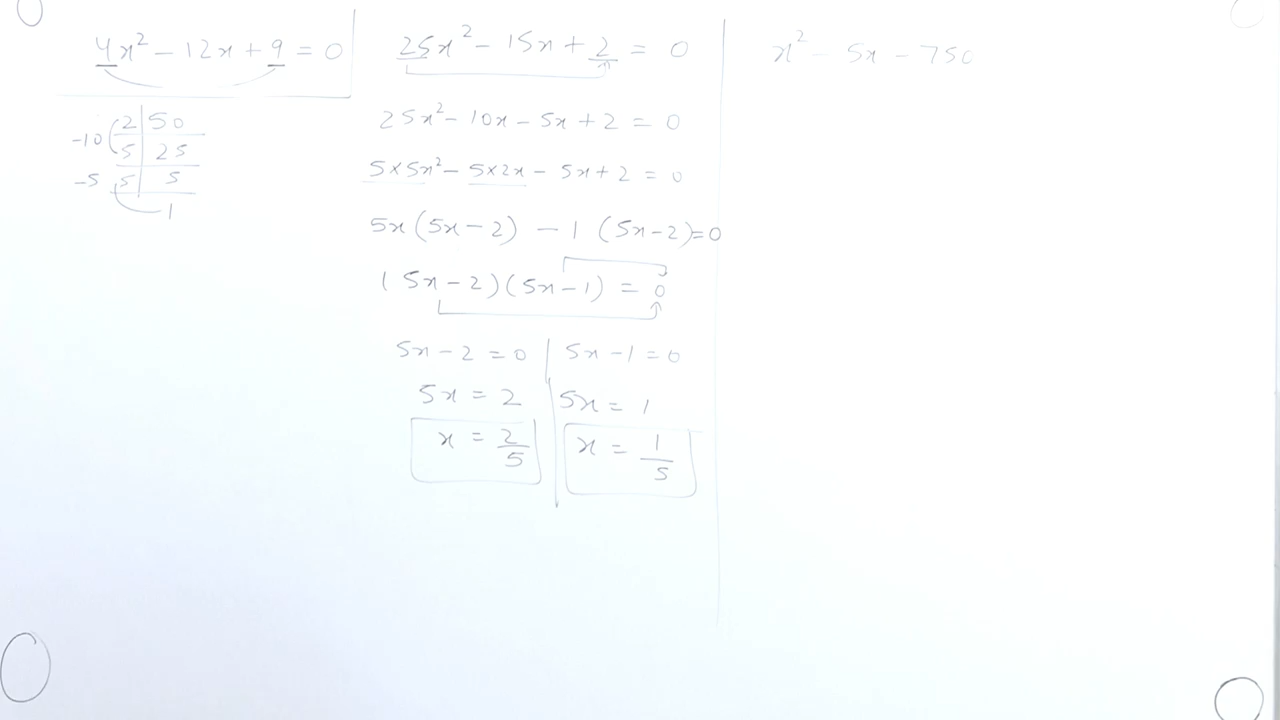 4x² - 12x + 9 = 0
-10 2 | 50
5 | 25
-5 5 | 5
1
25x² - 15x + 2 = 0
25x² - 10x - 5x + 2 = 0
5×5x² - 5×2x - 5x + 2 = 0
5x(5x-2) - 1 (5x-2)=0
(5x-2)(5x-1) = 0
5x - 2 = 0 | 5x - 1 = 0
5x = 2 | 5x = 1
x = 2/5 | x = 1/5
x² - 5x - 750